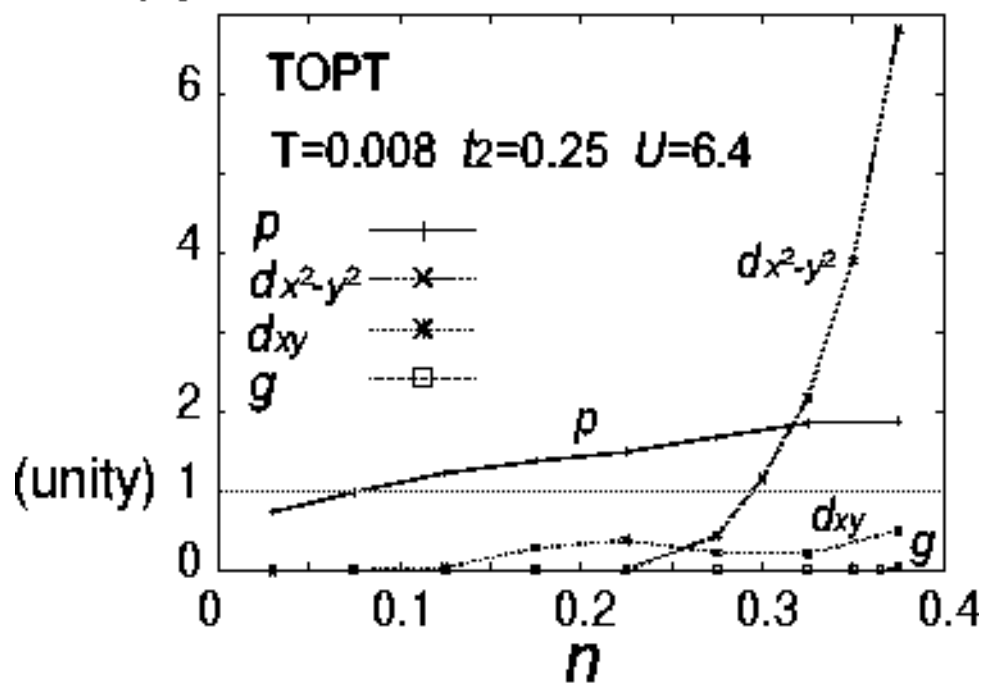 TOPT
T=0.008 t2=0.25 U=6.4
p
dx²-y²
dxy
g
6
4
2
(unity) 1
0
dx²-y²
p
dxy
g
0 0.1 0.2 0.3 0.4
n